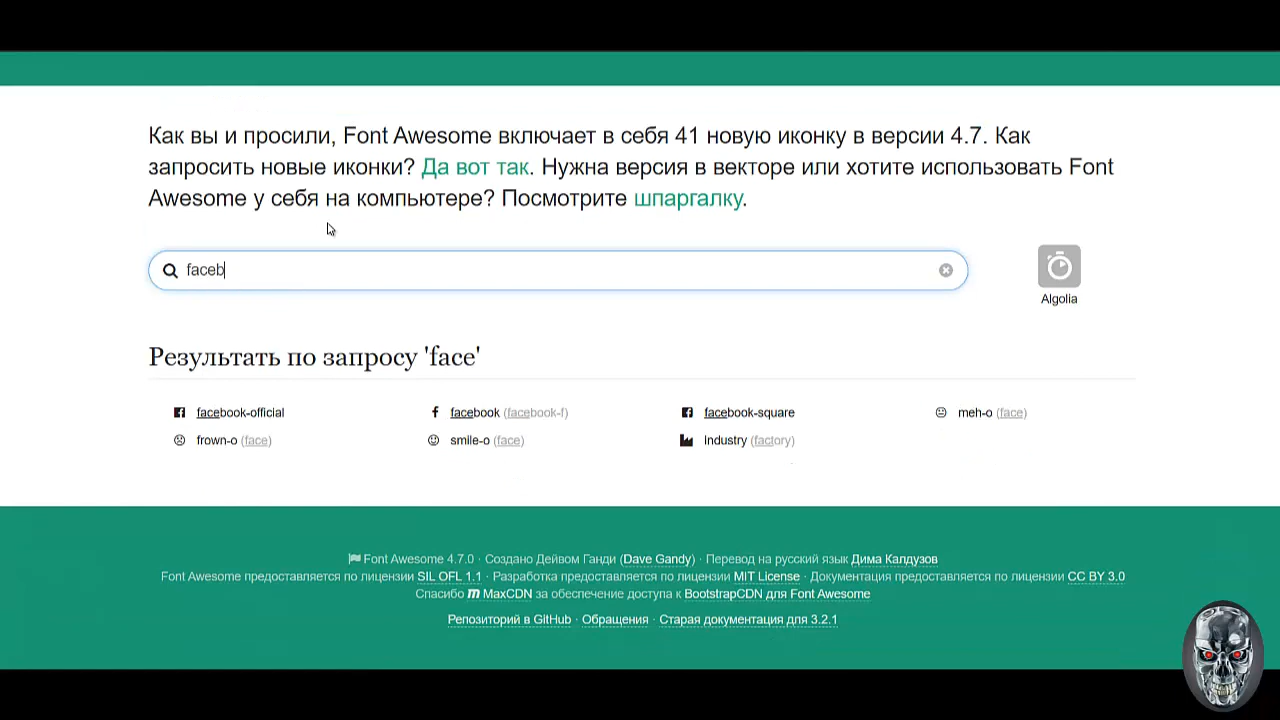 Как вы и просили, Font Awesome включает в себя 41 новую иконку в версии 4.7. Как
запросить новые иконки? Да вот так. Нужна версия в векторе или хотите использовать Font
Awesome у себя на компьютере? Посмотрите шпаргалку.
faceb
Algolia
Результать по запросу 'face'
facebook-official facebook (facebook-f) facebook-square meh-o (face)
frown-o (face) smile-o (face) industry (factory)
Font Awesome 4.7.0 · Создано Дейвом Ганди (Dave Gandy) · Перевод на русский язык Дима Калдузов
Font Awesome предоставляется по лицензии SIL OFL 1.1 · Разработка предоставляется по лицензии MIT License · Документация предоставляется по лицензии CC BY 3.0
Спасибо MaxCDN за обеспечение доступа к BootstrapCDN для Font Awesome
Репозиторий в GitHub · Обращения · Старая документация для 3.2.1